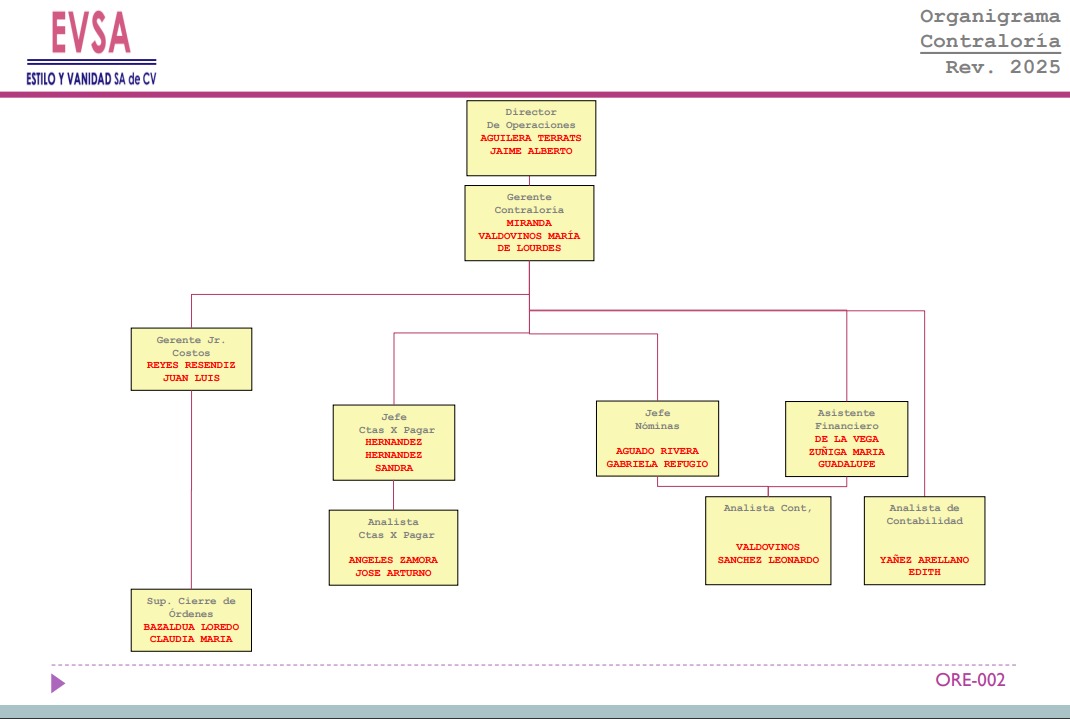 EVSA
ESTILO Y VANIDAD SA de CV
Organigrama
Contraloría
Rev. 2025
Director
De Operaciones
AGUILERA TERRATS
JAIME ALBERTO
Gerente
Contraloría
MIRANDA
VALDOVINOS MARÍA
DE LOURDES
Gerente Jr.
Costos
REYES RESENDIZ
JUAN LUIS
Jefe
Ctas X Pagar
HERNANDEZ
HERNANDEZ
SANDRA
Jefe
Nóminas
AGUADO RIVERA
GABRIELA REFUGIO
Asistente
Financiero
DE LA VEGA
ZUÑIGA MARIA
GUADALUPE
Analista
Ctas X Pagar
ANGELES ZAMORA
JOSE ARTURNO
Analista Cont,
VALDOVINOS
SANCHEZ LEONARDO
Analista de
Contabilidad
YAÑEZ ARELLANO
EDITH
Sup. Cierre de
Órdenes
BAZALDUA LOREDO
CLAUDIA MARIA
ORE-002